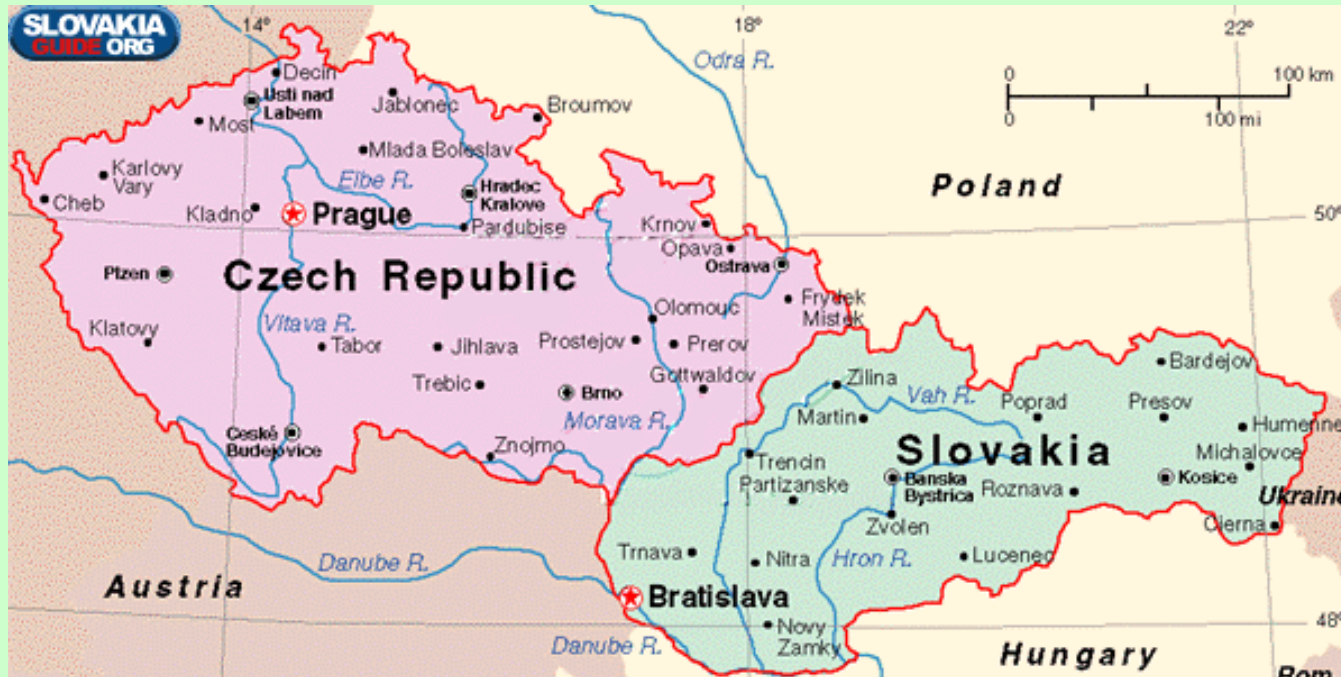 SLOVAKIA
GUIDE ORG
14°
18°
22°
Odra R.
0
100 km
0
100 mi
Decin
Usti nad
Labem
Jablonec
Broumov
Most
Mlada Boleslav
Karlovy
Vary
Elbe R.
Hradec
Kralove
Poland
Cheb
Kladno
Prague
Pardubise
Krnov
50°
Opava
Plzen
Czech Republic
Ostrava
Olomouc
Frydek
Mistek
Klatovy
Vltava R.
Tabor
Jihlava
Prostejov
Prerov
Bardejov
Trebic
Brno
Gottwaldov
Zilina
Vah R.
Morava R.
Martin
Poprad
Presov
Humenne
Ceské
Budejovice
Znojmo
Slovakia
Michalovce
Trencin
Partizanske
Banska
Bystrica
Roznava
Kosice
Ukraine
Zvolen
Cierna
Danube R.
Trnava
Nitra
Hron R.
Lucenec
Austria
Bratislava
48°
Danube R.
Novy
Zamky
Hungary
Rom